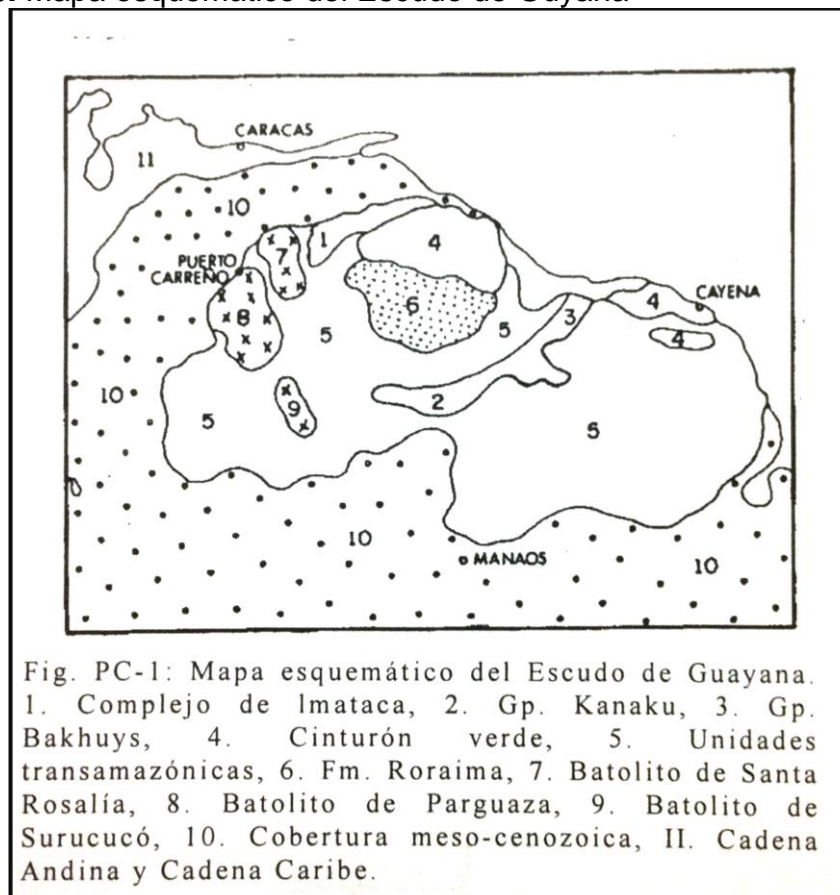 Mapa esquemático del Escudo de Guyana
CARACAS
11
10
1
7
4
PUERTO
CARREÑO
6
8
5
5
3
4
CAYENA
4
10
9
2
5
5
10
MANAOS
10
Fig. PC-1: Mapa esquemático del Escudo de Guayana.
1. Complejo de Imataca, 2. Gp. Kanaku, 3. Gp.
Bakhuys, 4. Cinturón verde, 5. Unidades
transamazónicas, 6. Fm. Roraima, 7. Batolito de Santa
Rosalía, 8. Batolito de Parguaza, 9. Batolito de
Surucucó, 10. Cobertura meso-cenozoica, II. Cadena
Andina y Cadena Caribe.